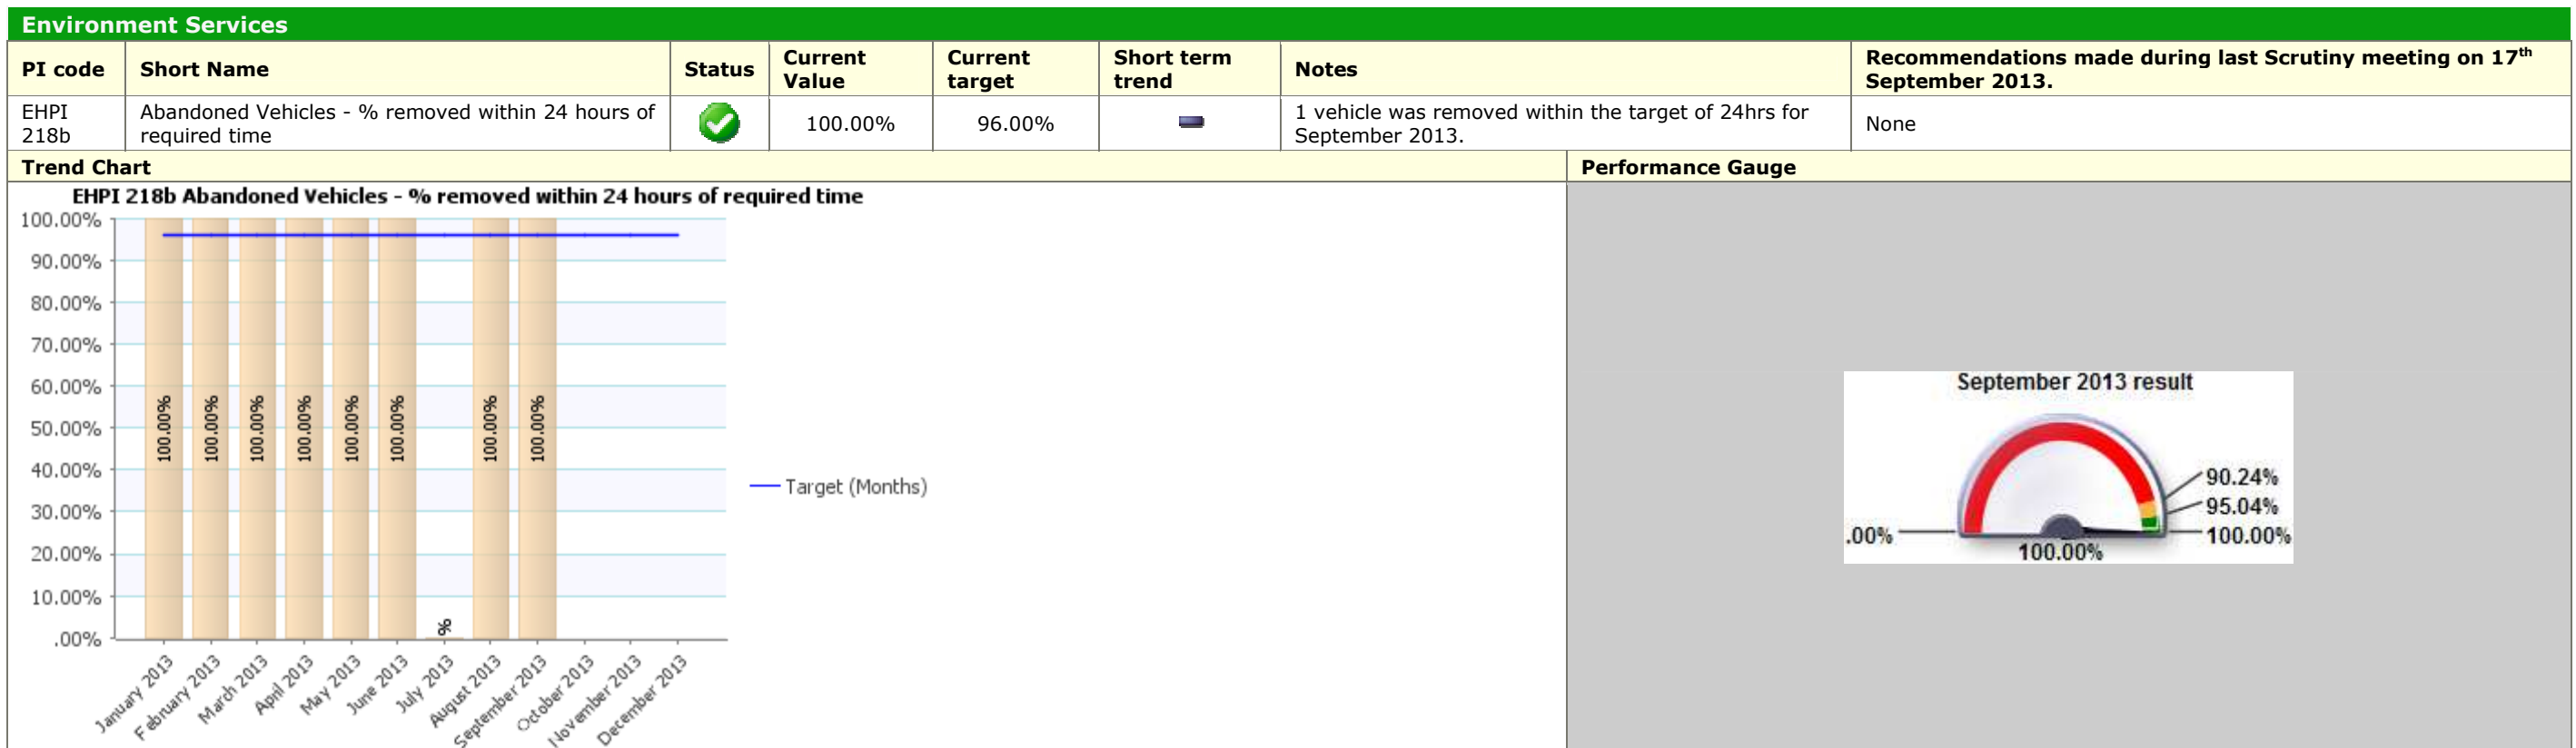 Environment Services
PI code
Short Name
Status
Current
Value
Current
target
Short term
trend
Notes
Recommendations made during last Scrutiny meeting on 17th
September 2013.
EHPI
218b
Abandoned Vehicles - % removed within 24 hours of
required time
100.00%
96.00%
1 vehicle was removed within the target of 24hrs for
September 2013.
None
Trend Chart
Performance Gauge
EHPI 218b Abandoned Vehicles - % removed within 24 hours of required time
100.00%
90.00%
80.00%
70.00%
60.00%
50.00%
40.00%
30.00%
20.00%
10.00%
.00%
100.00%
100.00%
100.00%
100.00%
100.00%
100.00%
%
100.00%
100.00%
January 2013
February 2013
March 2013
April 2013
May 2013
June 2013
July 2013
August 2013
September 2013
October 2013
November 2013
December 2013
Target (Months)
September 2013 result
90.24%
95.04%
.00%
100.00%
100.00%